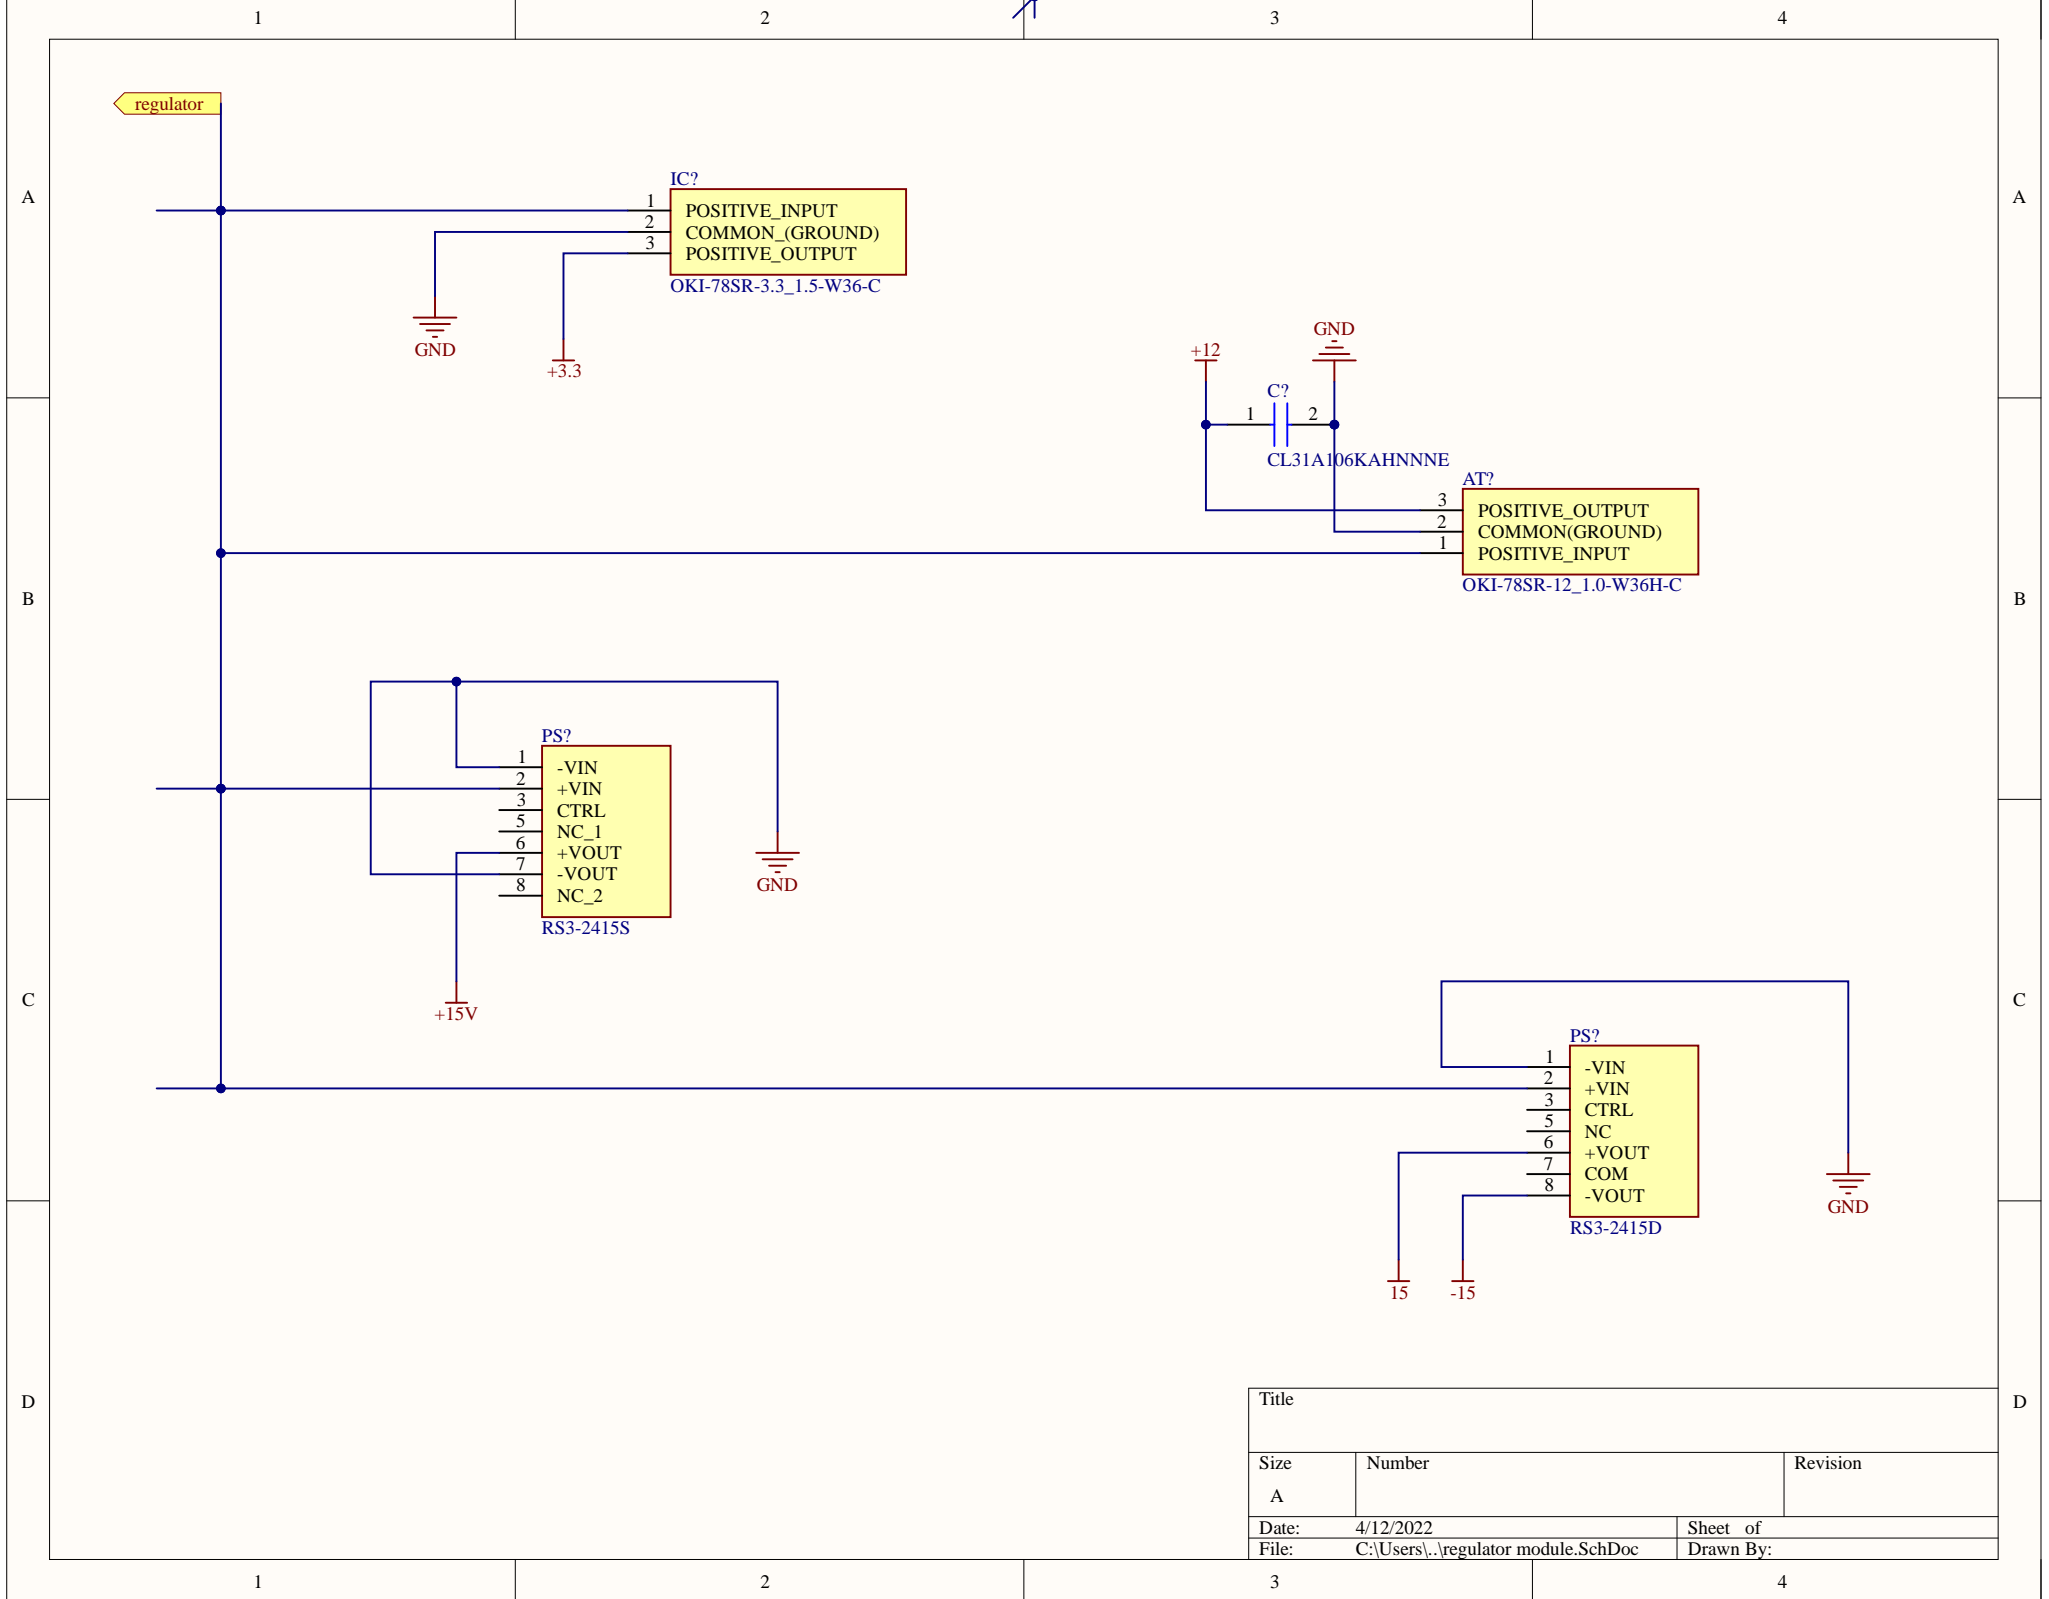 1 2 3 4
regulator
A A
IC?
1 POSITIVE_INPUT
2 COMMON_(GROUND)
3 POSITIVE_OUTPUT
OKI-78SR-3.3_1.5-W36-C
GND
+3.3
+12
GND
C?
1 2
CL31A106KAHNNNE
AT?
3 POSITIVE_OUTPUT
2 COMMON(GROUND)
1 POSITIVE_INPUT
OKI-78SR-12_1.0-W36H-C
B B
PS?
1 -VIN
2 +VIN
3 CTRL
5 NC_1
6 +VOUT
7 -VOUT
8 NC_2
RS3-2415S
GND
+15V
C C
PS?
1 -VIN
2 +VIN
3 CTRL
5 NC
6 +VOUT
7 COM
8 -VOUT
RS3-2415D
GND
15 -15
D D
Title
Size Number Revision
A
Date: 4/12/2022 Sheet of
File: C:\Users\..\regulator module.SchDoc Drawn By:
1 2 3 4